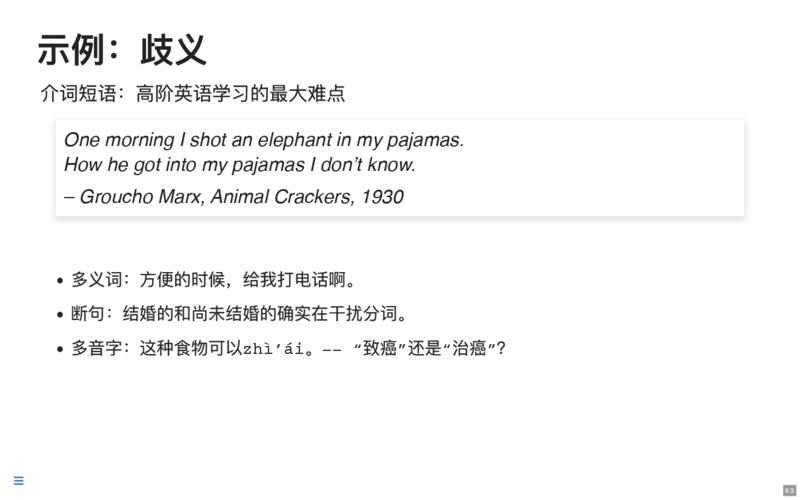 示例：歧义
介词短语：高阶英语学习的最大难点
One morning I shot an elephant in my pajamas.
How he got into my pajamas I don’t know.
– Groucho Marx, Animal Crackers, 1930
• 多义词：方便的时候，给我打电话啊。
• 断句：结婚的和尚未结婚的确实在干扰分词。
• 多音字：这种食物可以zhì’ái。-- “致癌”还是“治癌”？
9.3